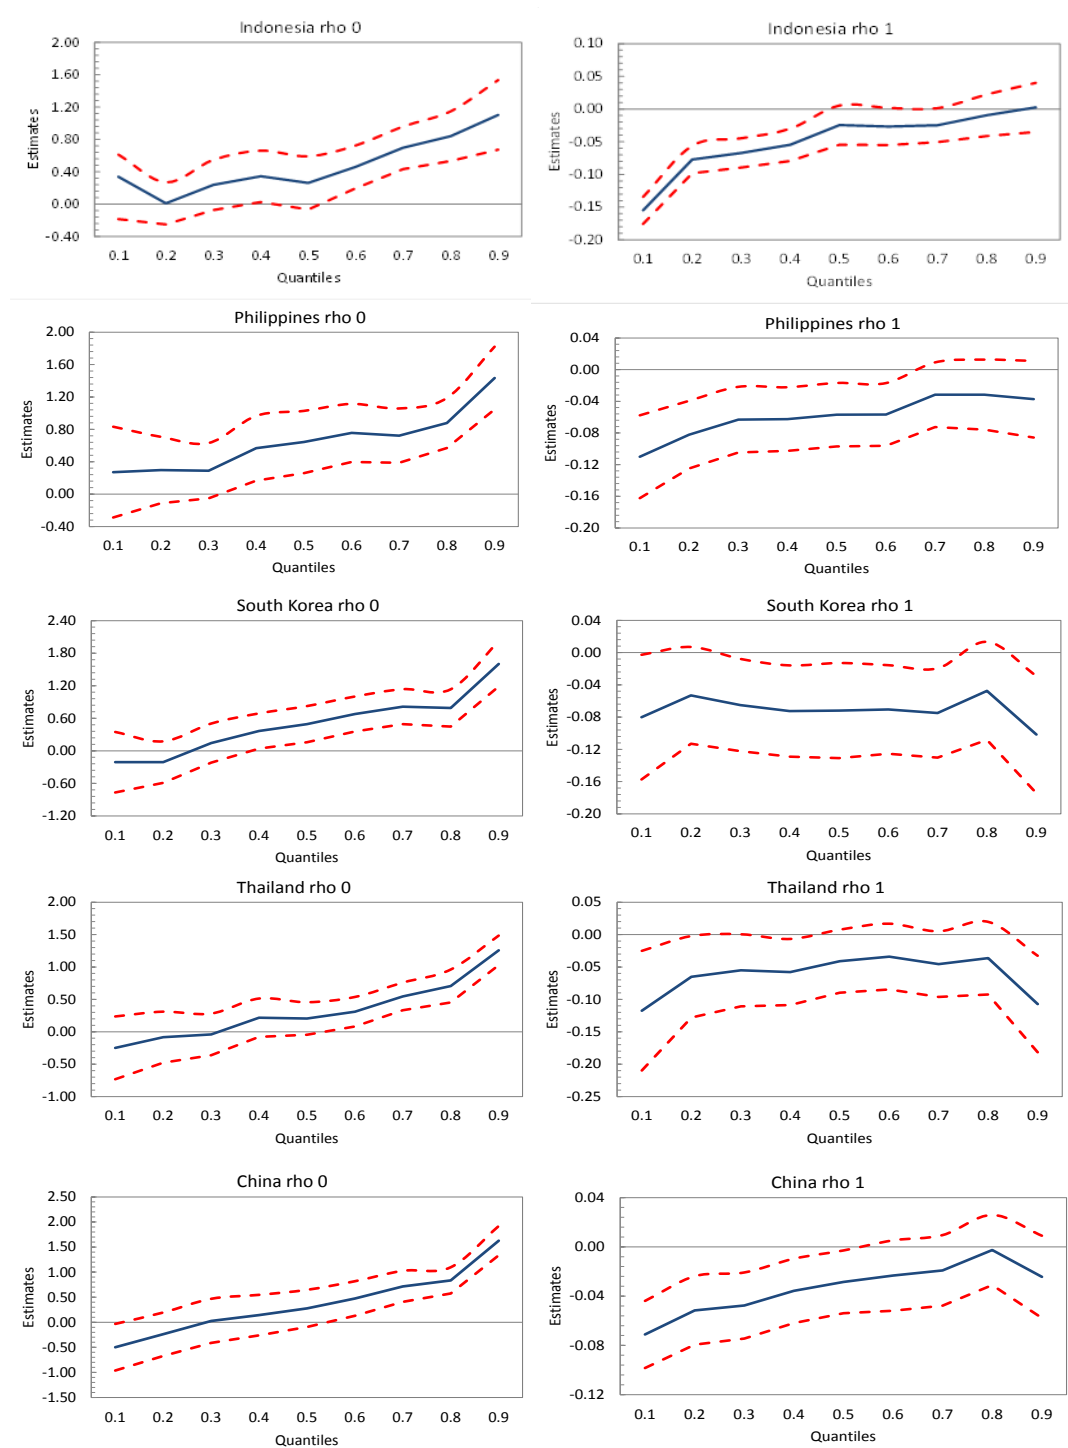 Indonesia rho 0
2.00
1.60
1.20
0.80
0.40
0.00
-0.40
Estimates
0.1 0.2 0.3 0.4 0.5 0.6 0.7 0.8 0.9
Quantiles
Indonesia rho 1
0.10
0.05
0.00
-0.05
-0.10
-0.15
-0.20
Estimates
0.1 0.2 0.3 0.4 0.5 0.6 0.7 0.8 0.9
Quantiles
Philippines rho 0
2.00
1.60
1.20
0.80
0.40
0.00
-0.40
Estimates
0.1 0.2 0.3 0.4 0.5 0.6 0.7 0.8 0.9
Quantiles
Philippines rho 1
0.04
0.00
-0.04
-0.08
-0.12
-0.16
-0.20
Estimates
0.1 0.2 0.3 0.4 0.5 0.6 0.7 0.8 0.9
Quantiles
South Korea rho 0
2.40
1.80
1.20
0.60
0.00
-0.60
-1.20
Estimates
0.1 0.2 0.3 0.4 0.5 0.6 0.7 0.8 0.9
Quantiles
South Korea rho 1
0.04
0.00
-0.04
-0.08
-0.12
-0.16
-0.20
Estimates
0.1 0.2 0.3 0.4 0.5 0.6 0.7 0.8 0.9
Quantiles
Thailand rho 0
2.00
1.50
1.00
0.50
0.00
-0.50
-1.00
Estimates
0.1 0.2 0.3 0.4 0.5 0.6 0.7 0.8 0.9
Quantiles
Thailand rho 1
0.05
0.00
-0.05
-0.10
-0.15
-0.20
-0.25
Estimates
0.1 0.2 0.3 0.4 0.5 0.6 0.7 0.8 0.9
Quantiles
China rho 0
2.50
2.00
1.50
1.00
0.50
0.00
-0.50
-1.00
-1.50
Estimates
0.1 0.2 0.3 0.4 0.5 0.6 0.7 0.8 0.9
Quantiles
China rho 1
0.04
0.00
-0.04
-0.08
-0.12
Estimates
0.1 0.2 0.3 0.4 0.5 0.6 0.7 0.8 0.9
Quantiles